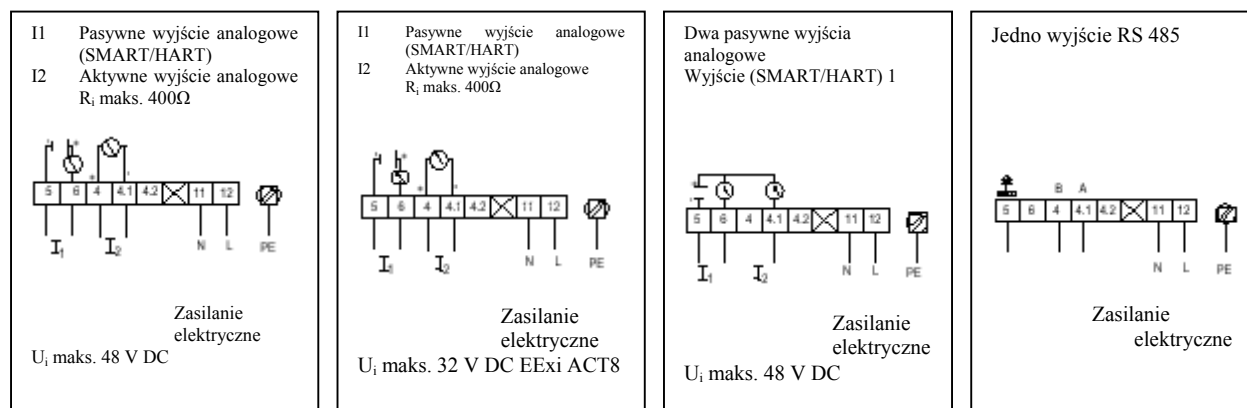 I1 Pasywne wyjście analogowe
(SMART/HART)
I2 Aktywne wyjście analogowe
Rᵢ maks. 400Ω
5 6 4 4.1 4.2 11 12
I₁ I₂ N L PE
Zasilanie
elektryczne
Uᵢ maks. 48 V DC
I1 Pasywne wyjście analogowe
(SMART/HART)
I2 Aktywne wyjście analogowe
Rᵢ maks. 400Ω
5 6 4 4.1 4.2 11 12
I₁ I₂ N L PE
Zasilanie
elektryczne
Uᵢ maks. 32 V DC EExi ACT8
Dwa pasywne wyjścia
analogowe
Wyjście (SMART/HART) 1
5 6 4 4.1 4.2 11 12
I₁ I₂ N L PE
Zasilanie
elektryczne
Uᵢ maks. 48 V DC
Jedno wyjście RS 485
B A
5 6 4 4.1 4.2 11 12
N L PE
Zasilanie
elektryczne